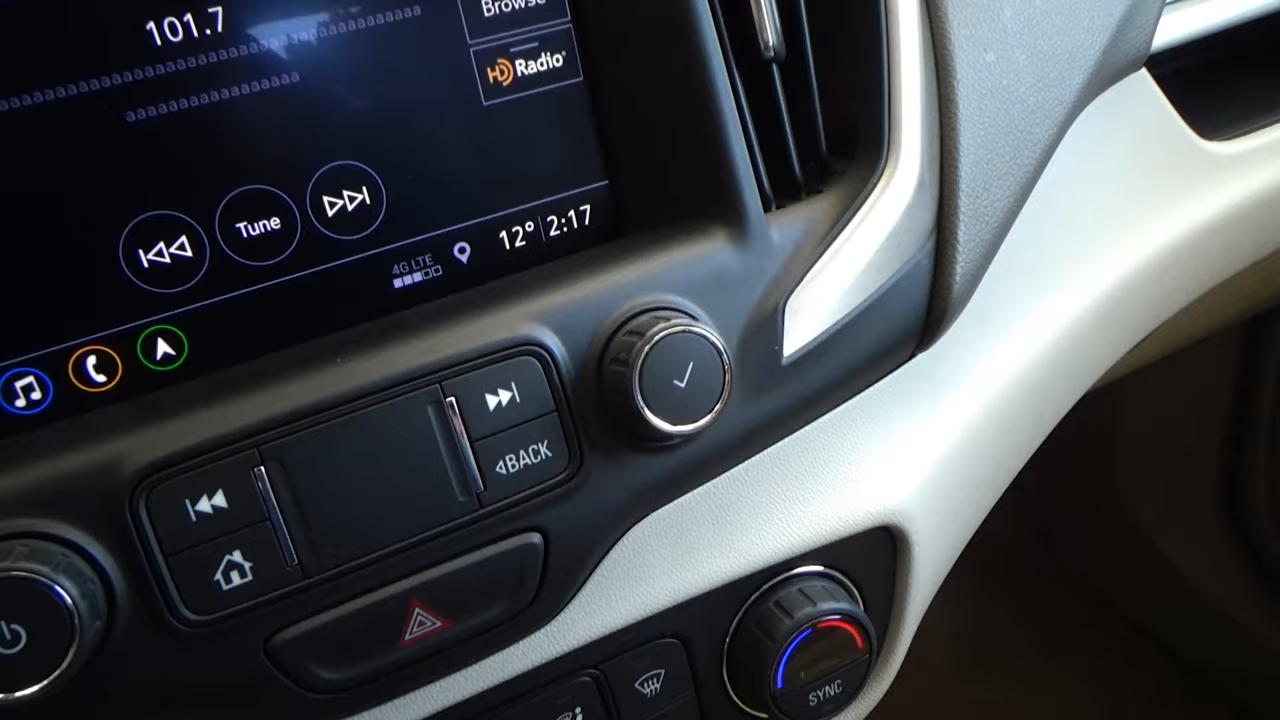 101.7
Browse
HD Radio
Tune
4G LTE
12° 2:17
BACK
SYNC